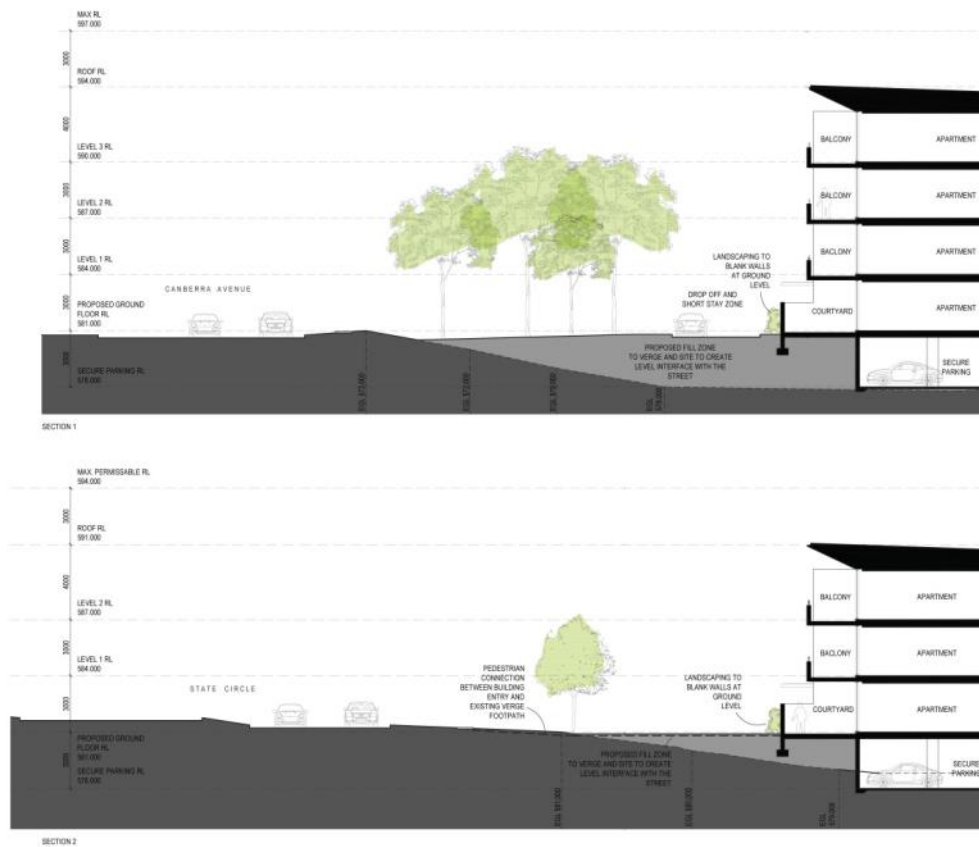 MAX RL
597.000
3000
ROOF RL
594.000
4000
LEVEL 3 RL
590.000
LEVEL 2 RL
587.000
3000
LEVEL 1 RL
584.000
3000
PROPOSED GROUND
FLOOR RL
581.000
SECURE PARKING RL
578.000
CANBERRA AVENUE
LANDSCAPING TO
BLANK WALLS
AT GROUND
LEVEL
DROP OFF AND
SHORT STAY ZONE
PROPOSED FILL ZONE
TO VERGE AND SITE TO CREATE
LEVEL INTERFACE WITH THE
STREET
BALCONY
APARTMENT
BALCONY
APARTMENT
BACLONY
APARTMENT
COURTYARD
APARTMENT
SECURE
PARKING
SECTION 1
MAX. PERMISSABLE RL
594.000
3000
ROOF RL
591.000
4000
LEVEL 2 RL
587.000
LEVEL 1 RL
584.000
3000
PROPOSED GROUND
FLOOR RL
581.000
SECURE PARKING RL
578.000
STATE CIRCLE
PEDESTRIAN
CONNECTION
BETWEEN BUILDING
ENTRY AND
EXISTING VERGE
FOOTPATH
LANDSCAPING TO
BLANK WALLS AT
GROUND
LEVEL
PROPOSED FILL ZONE
TO VERGE AND SITE TO CREATE
LEVEL INTERFACE WITH THE
STREET
BALCONY
APARTMENT
BACLONY
APARTMENT
COURTYARD
APARTMENT
SECURE
PARKING
SECTION 2